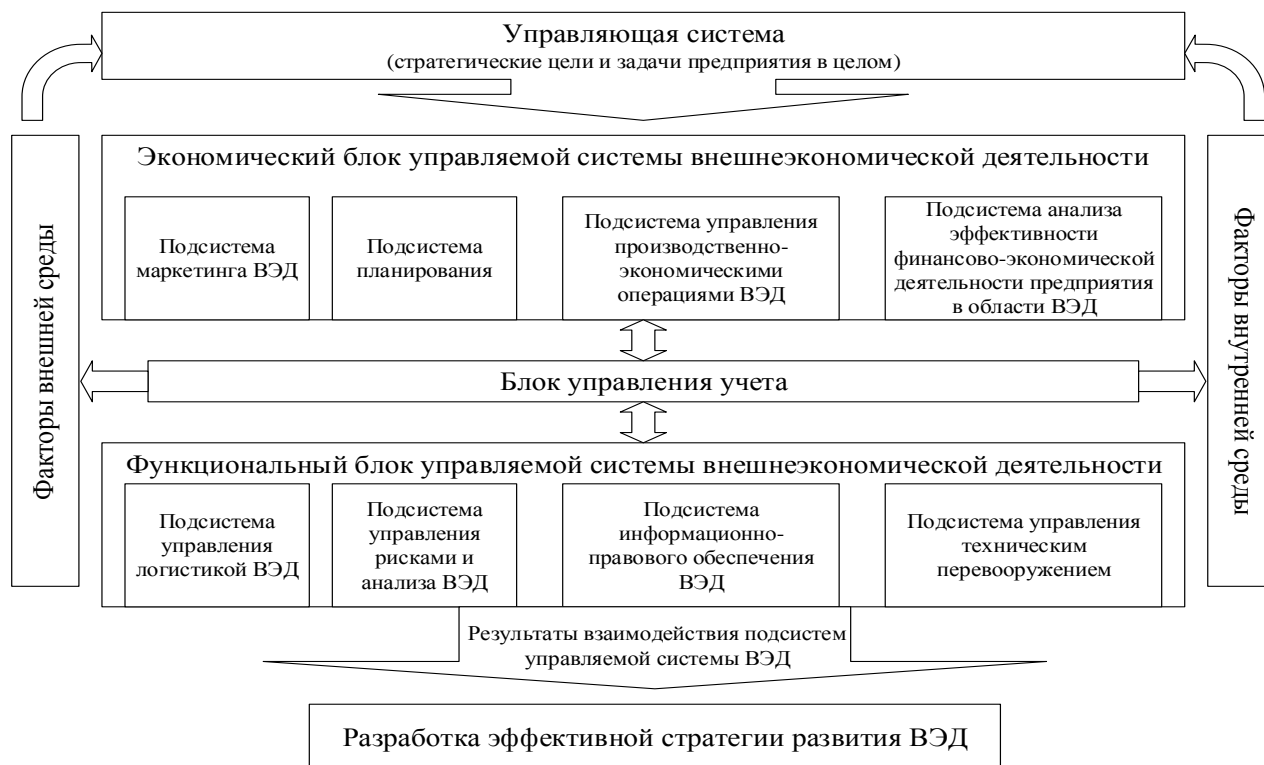 Управляющая система
(стратегические цели и задачи предприятия в целом)
Факторы внешней среды
Экономический блок управляемой системы внешнеэкономической деятельности
Подсистема
маркетинга ВЭД
Подсистема
планирования
Подсистема управления
производственно-
экономическими
операциями ВЭД
Подсистема анализа
эффективности
финансово-экономической
деятельности предприятия
в области ВЭД
Факторы внутренней среды
Блок управления учета
Функциональный блок управляемой системы внешнеэкономической деятельности
Подсистема
управления
логистикой ВЭД
Подсистема
управления
рисками и
анализа ВЭД
Подсистема
информационно-
правового обеспечения
ВЭД
Подсистема управления
техническим
перевооружением
Результаты взаимодействия подсистем
управляемой системы ВЭД
Разработка эффективной стратегии развития ВЭД